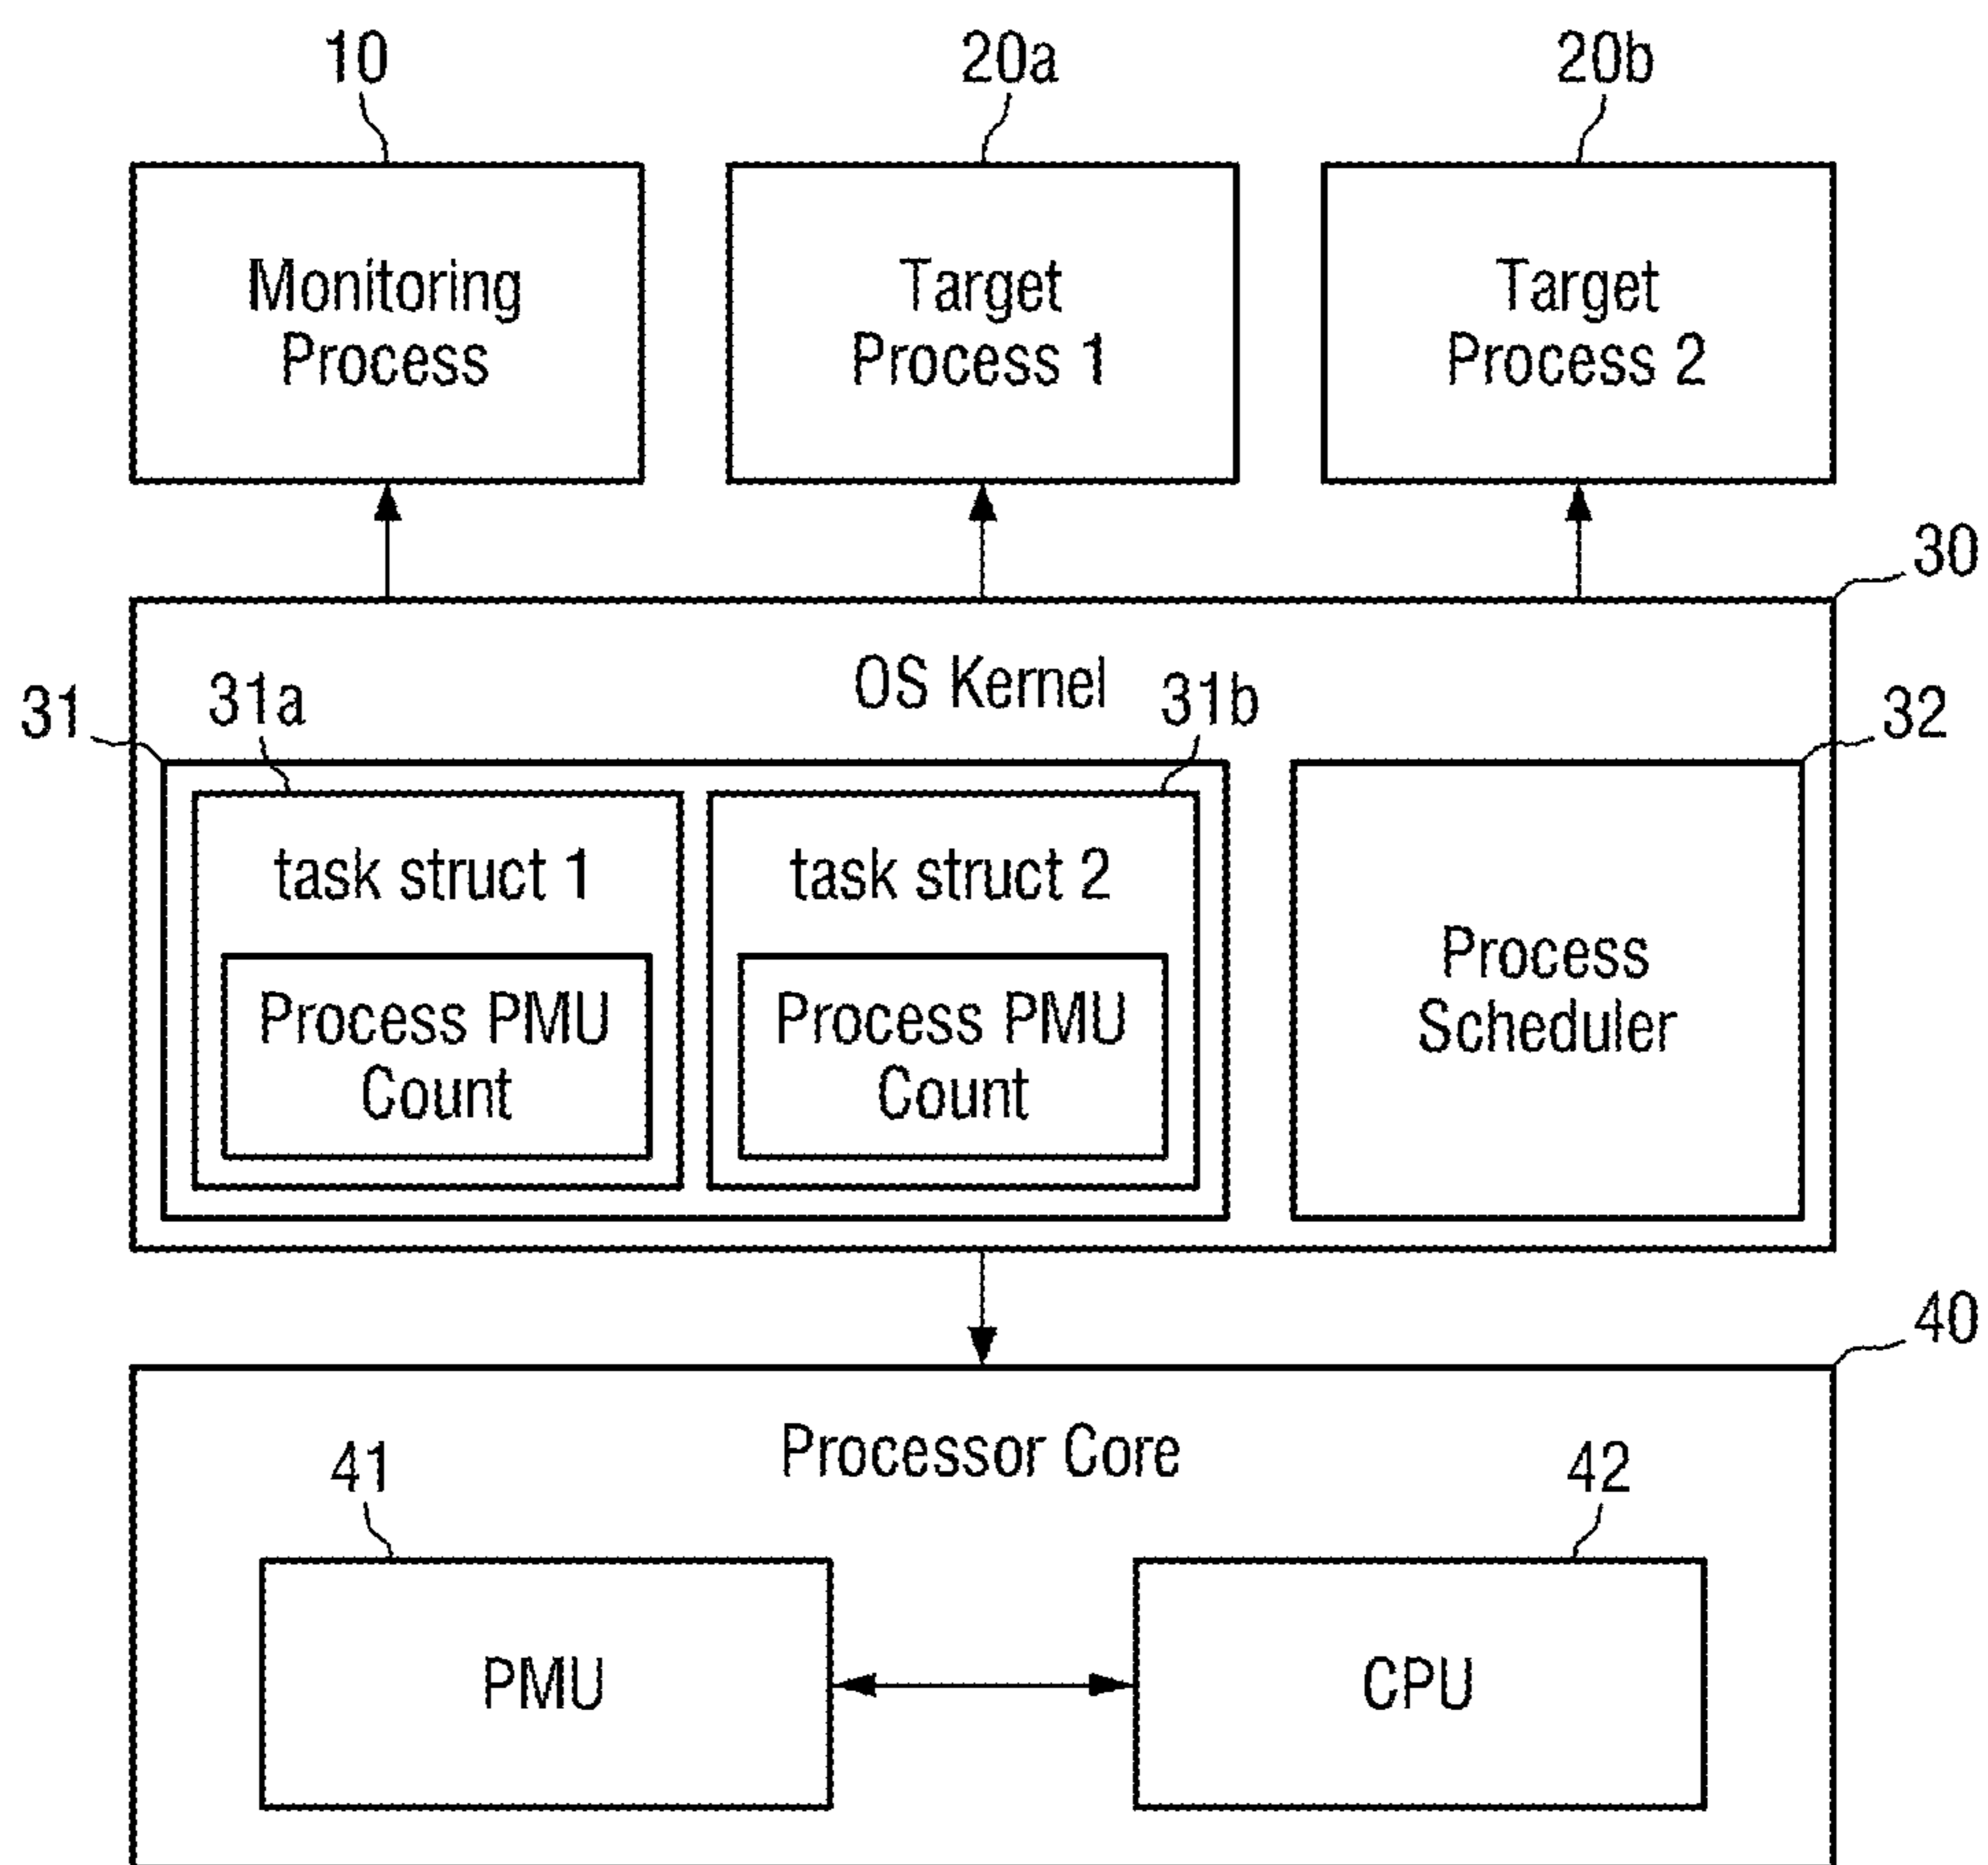 10 20a 20b
Monitoring Target Target
Process Process 1 Process 2
30
OS Kernel
31 31a 31b 32
task struct 1 task struct 2
Process PMU Process PMU Process
Count Count Scheduler
40
Processor Core
41 42
PMU CPU